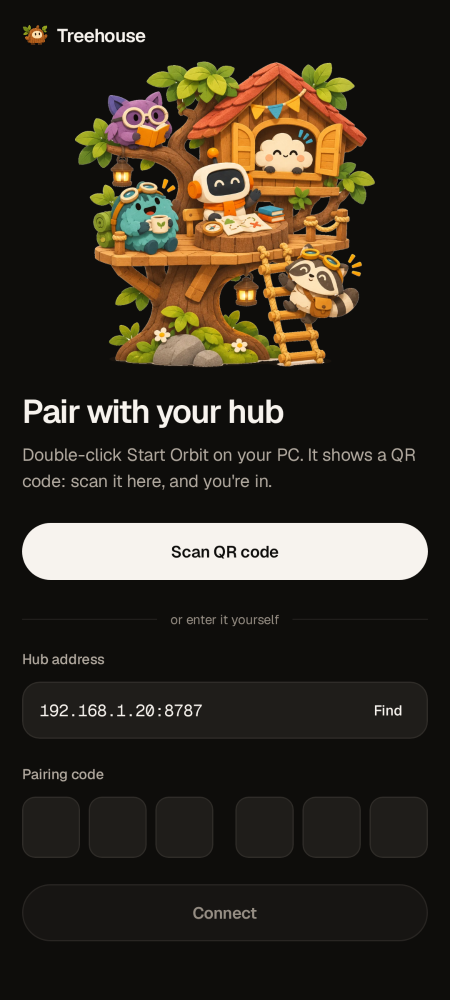 Treehouse
Pair with your hub
Double-click Start Orbit on your PC. It shows a QR
code: scan it here, and you're in.
Scan QR code
or enter it yourself
Hub address
192.168.1.20:8787
Find
Pairing code
Connect